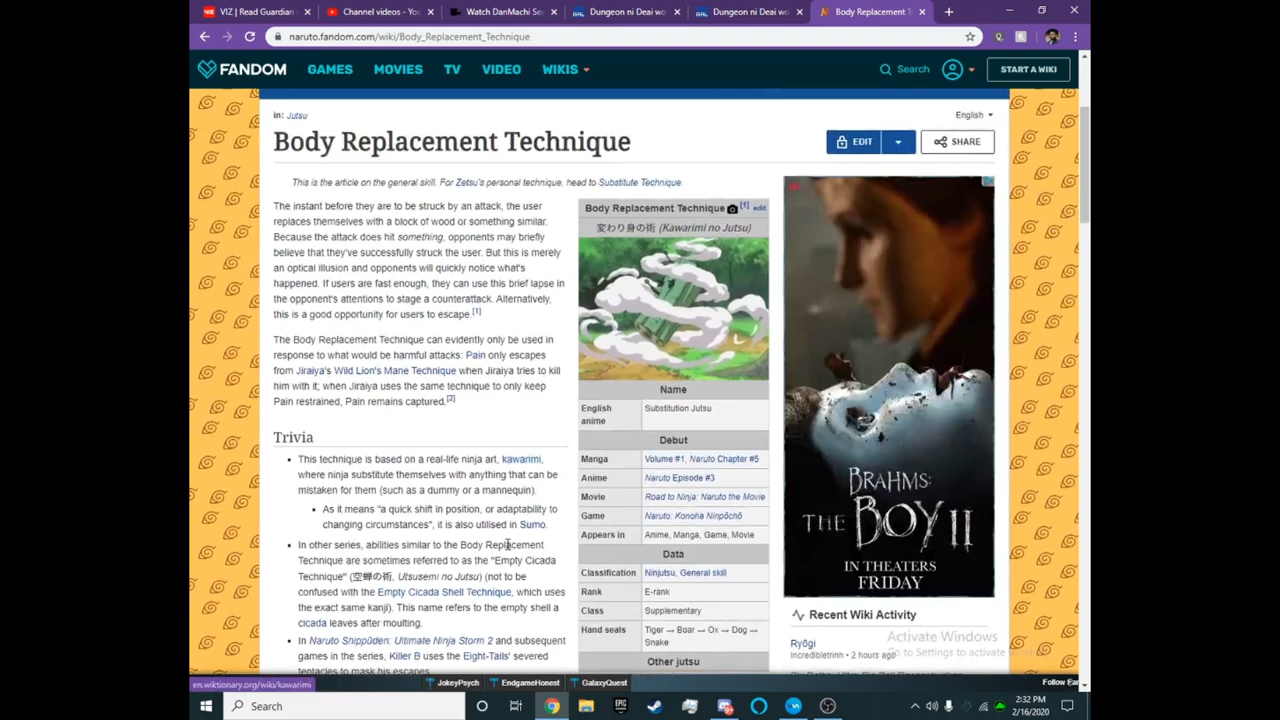 VIZ | Read Guardian
Channel videos - You
Watch DanMachi Se
Dungeon ni Deai wo
Dungeon ni Deai wo
Body Replacement T
naruto.fandom.com/wiki/Body_Replacement_Technique
FANDOM GAMES MOVIES TV VIDEO WIKIS Search START A WIKI
in: Jutsu
English
Body Replacement Technique
EDIT SHARE
This is the article on the general skill. For Zetsu's personal technique, head to Substitute Technique.
The instant before they are to be struck by an attack, the user
replaces themselves with a block of wood or something similar.
Because the attack does hit something, opponents may briefly
believe that they've successfully struck the user. But this is merely
an optical illusion and opponents will quickly notice what's
happened. If users are fast enough, they can use this brief lapse in
the opponent's attentions to stage a counterattack. Alternatively,
this is a good opportunity for users to escape.[1]
The Body Replacement Technique can evidently only be used in
response to what would be harmful attacks: Pain only escapes
from Jiraiya's Wild Lion's Mane Technique when Jiraiya tries to kill
him with it; when Jiraiya uses the same technique to only keep
Pain restrained, Pain remains captured.[2]
Trivia
This technique is based on a real-life ninja art, kawarimi,
where ninja substitute themselves with anything that can be
mistaken for them (such as a dummy or a mannequin).
As it means "a quick shift in position, or adaptability to
changing circumstances", it is also utilised in Sumo.
In other series, abilities similar to the Body Replacement
Technique are sometimes referred to as the "Empty Cicada
Technique" (空蝉の術, Utsusemi no Jutsu) (not to be
confused with the Empty Cicada Shell Technique, which uses
the exact same kanji). This name refers to the empty shell a
cicada leaves after moulting.
In Naruto Shippūden: Ultimate Ninja Storm 2 and subsequent
games in the series, Killer B uses the Eight-Tails' severed
tentacles to mask his escapes.
Body Replacement Technique [1] edit
変わり身の術 (Kawarimi no Jutsu)
Name
English anime Substitution Jutsu
Debut
Manga Volume #1, Naruto Chapter #5
Anime Naruto Episode #3
Movie Road to Ninja: Naruto the Movie
Game Naruto: Konoha Ninpōchō
Appears in Anime, Manga, Game, Movie
Data
Classification Ninjutsu, General skill
Rank E-rank
Class Supplementary
Hand seals Tiger → Boar → Ox → Dog →
Snake
Other jutsu
BRAHMS:
THE BOY II
IN THEATERS
FRIDAY
Recent Wiki Activity
Ryōgi
Incredibletrinn • 2 hours ago
Activate Windows
Go to Settings to activate
en.wiktionary.org/wiki/kawarimi
JokeyPsych EndgameHonest GalaxyQuest Follow Ear
Search
EPIC
2:32 PM
2/16/2020